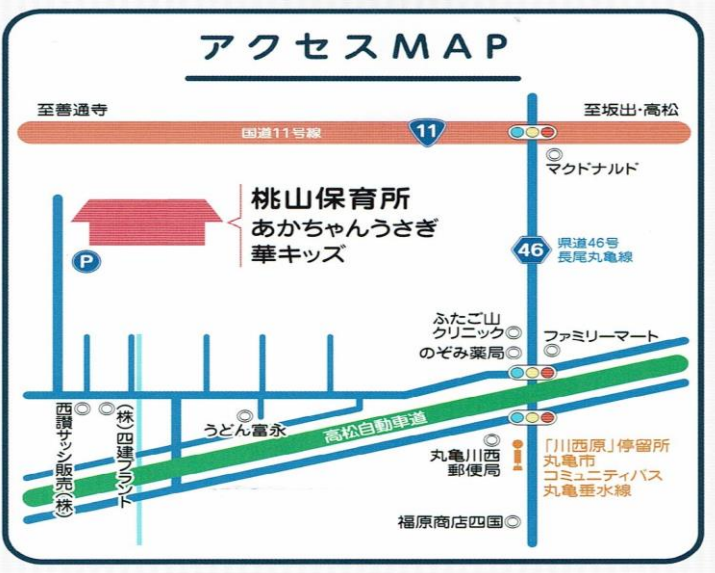 アクセスMAP
至善通寺
至坂出・高松
国道11号線
11
マクドナルド
桃山保育所
あかちゃんうさぎ
華キッズ
P
46
県道46号
長尾丸亀線
ふたご山
クリニック
のぞみ薬局
ファミリーマート
西讃サッシ販売(株)
(株)四建プラント
うどん富永
高松自動車道
丸亀川西
郵便局
「川西原」停留所
丸亀市
コミュニティバス
丸亀垂水線
福原商店四国